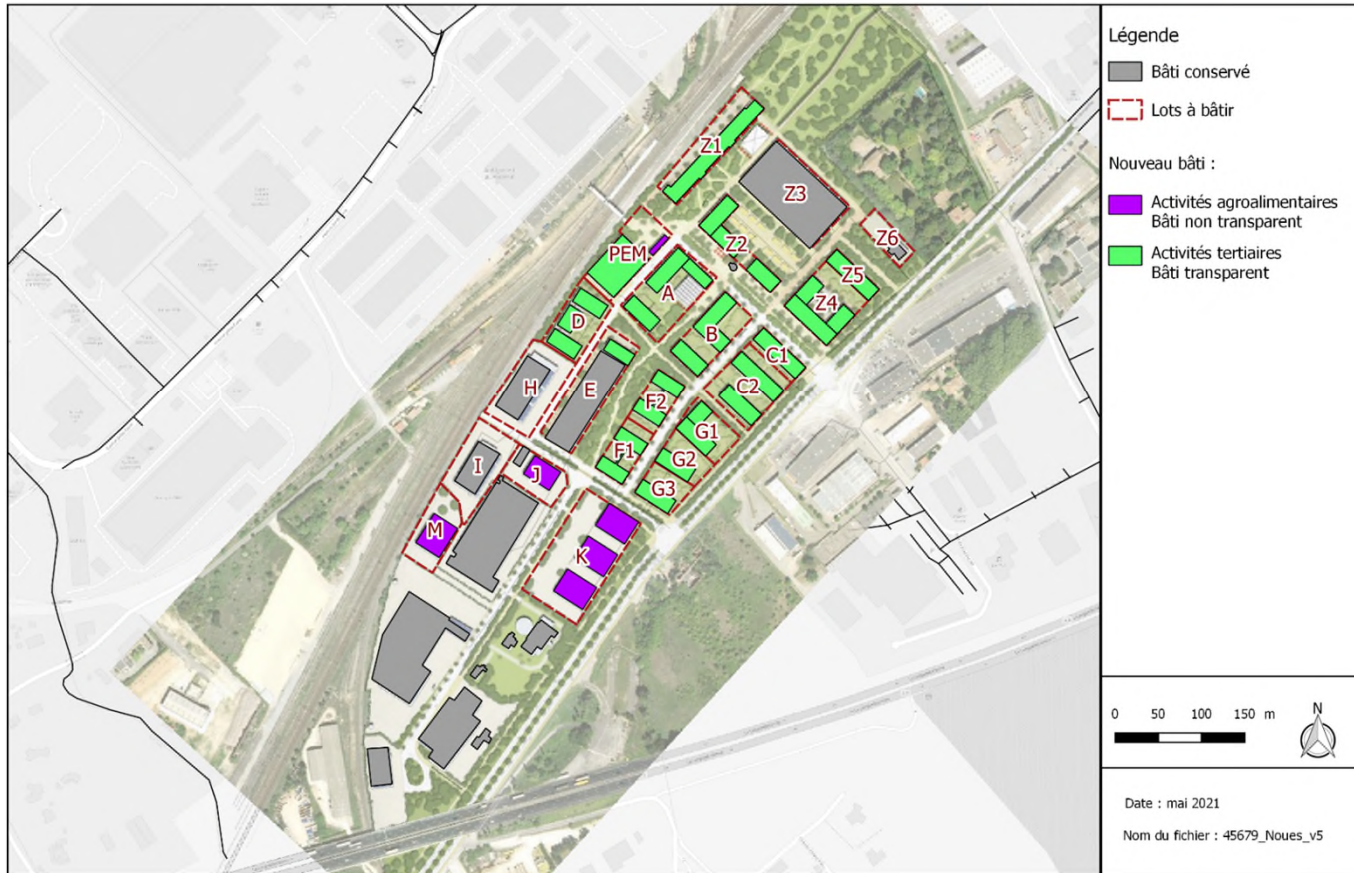 Légende
Bâti conservé
Lots à bâtir
Nouveau bâti :
Activités agroalimentaires
Bâti non transparent
Activités tertiaires
Bâti transparent
Z1
Z3
Z6
Z2
PEM
Z5
A
Z4
D
B
C1
H
E
C2
F2
G1
F1
G2
I
J
G3
M
K
0 50 100 150 m
N
Date : mai 2021
Nom du fichier : 45679_Noues_v5